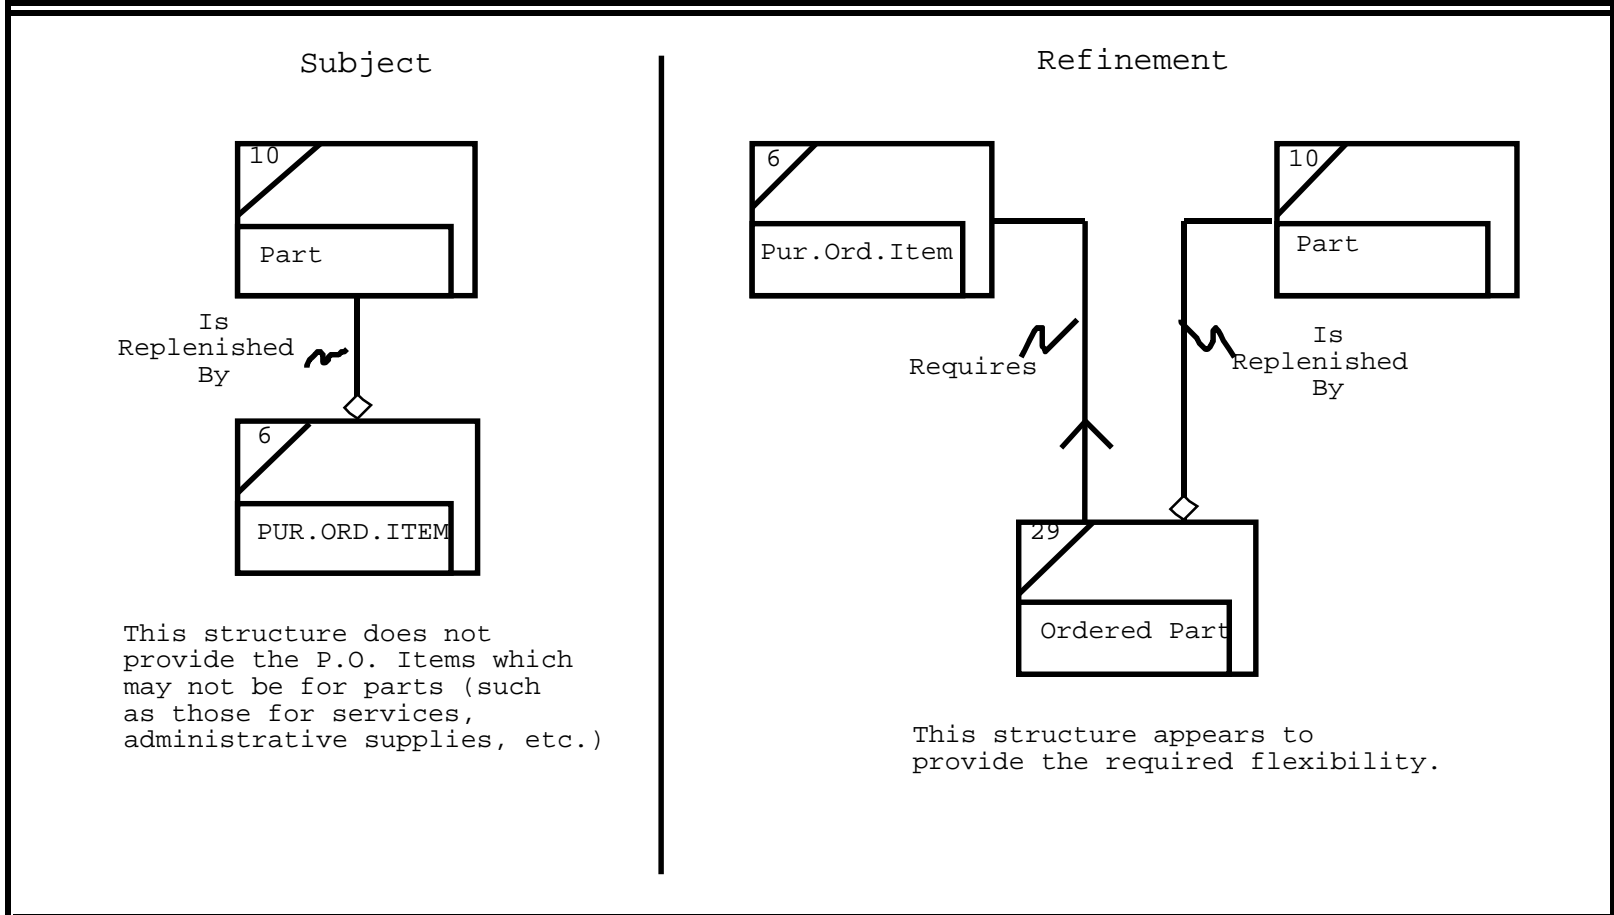 Subject
10
Part
Is
Replenished
By
6
PUR.ORD.ITEM
This structure does not
provide the P.O. Items which
may not be for parts (such
as those for services,
administrative supplies, etc.)
Refinement
6
Pur.Ord.Item
10
Part
Requires
Is
Replenished
By
29
Ordered Part
This structure appears to
provide the required flexibility.